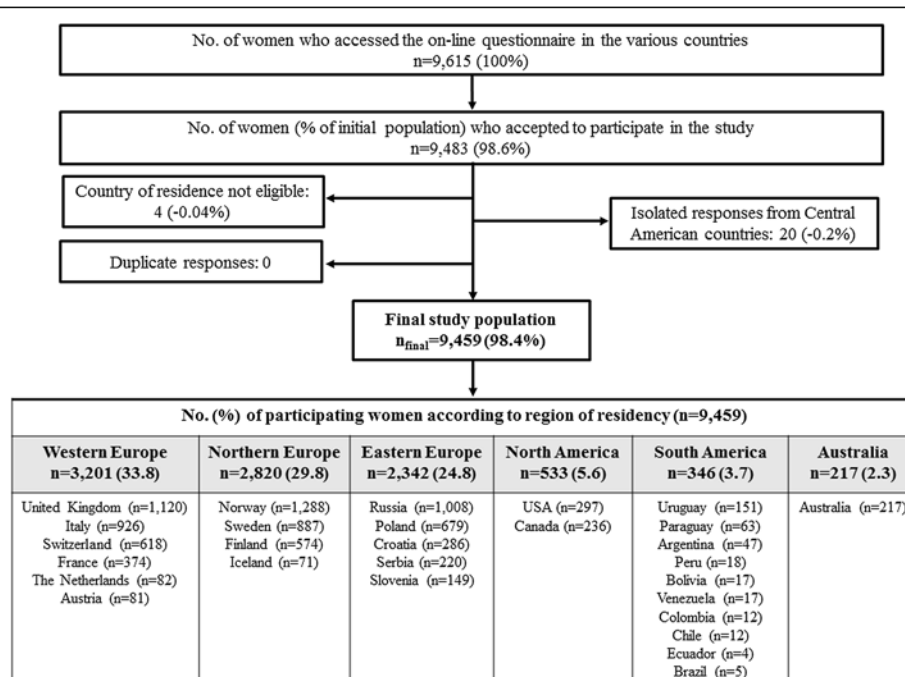 No. of women who accessed the on-line questionnaire in the various countries
n=9,615 (100%)
No. of women (% of initial population) who accepted to participate in the study
n=9,483 (98.6%)
Country of residence not eligible:
4 (-0.04%)
Isolated responses from Central
American countries: 20 (-0.2%)
Duplicate responses: 0
Final study population
nfinal=9,459 (98.4%)
No. (%) of participating women according to region of residency (n=9,459)
Western Europe
n=3,201 (33.8)
United Kingdom (n=1,120)
Italy (n=926)
Switzerland (n=618)
France (n=374)
The Netherlands (n=82)
Austria (n=81)
Northern Europe
n=2,820 (29.8)
Norway (n=1,288)
Sweden (n=887)
Finland (n=574)
Iceland (n=71)
Eastern Europe
n=2,342 (24.8)
Russia (n=1,008)
Poland (n=679)
Croatia (n=286)
Serbia (n=220)
Slovenia (n=149)
North America
n=533 (5.6)
USA (n=297)
Canada (n=236)
South America
n=346 (3.7)
Uruguay (n=151)
Paraguay (n=63)
Argentina (n=47)
Peru (n=18)
Bolivia (n=17)
Venezuela (n=17)
Colombia (n=12)
Chile (n=12)
Ecuador (n=4)
Brazil (n=5)
Australia
n=217 (2.3)
Australia (n=217)